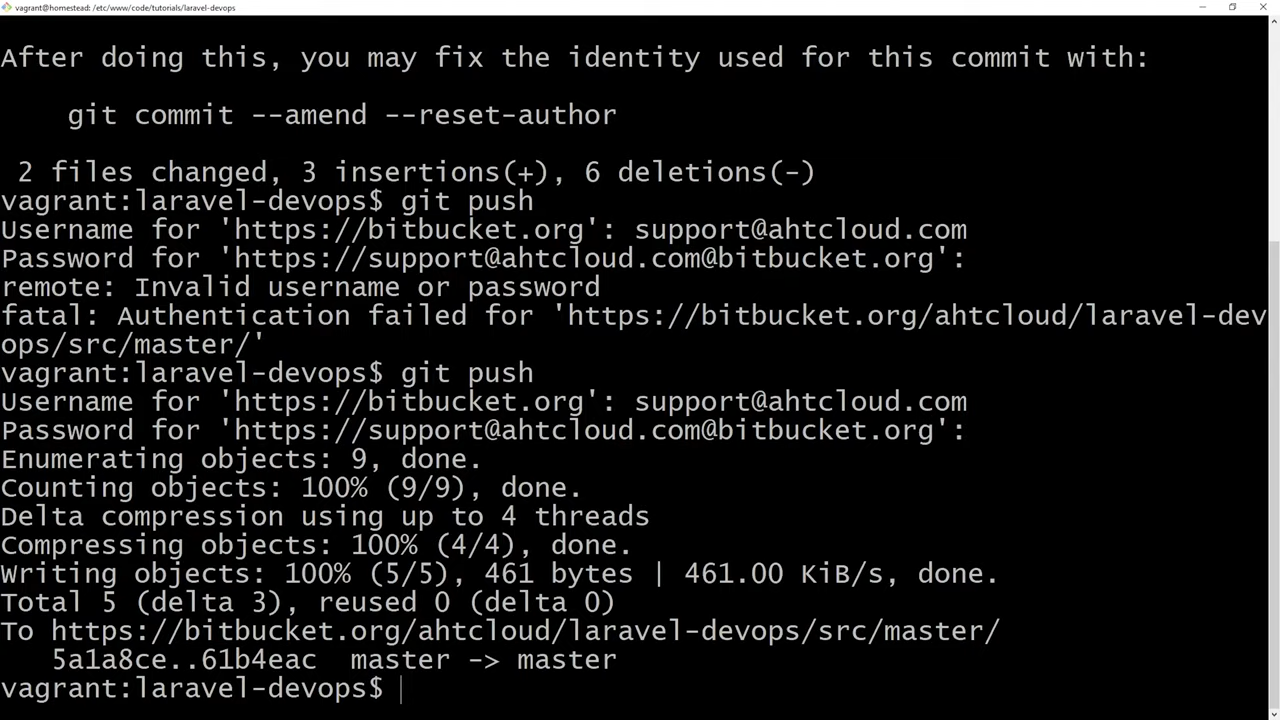 vagrant@homestead: /etc/www/code/tutorials/laravel-devops
After doing this, you may fix the identity used for this commit with:
    git commit --amend --reset-author
 2 files changed, 3 insertions(+), 6 deletions(-)
vagrant:laravel-devops$ git push
Username for 'https://bitbucket.org': support@ahtcloud.com
Password for 'https://support@ahtcloud.com@bitbucket.org':
remote: Invalid username or password
fatal: Authentication failed for 'https://bitbucket.org/ahtcloud/laravel-dev
ops/src/master/'
vagrant:laravel-devops$ git push
Username for 'https://bitbucket.org': support@ahtcloud.com
Password for 'https://support@ahtcloud.com@bitbucket.org':
Enumerating objects: 9, done.
Counting objects: 100% (9/9), done.
Delta compression using up to 4 threads
Compressing objects: 100% (4/4), done.
Writing objects: 100% (5/5), 461 bytes | 461.00 KiB/s, done.
Total 5 (delta 3), reused 0 (delta 0)
To https://bitbucket.org/ahtcloud/laravel-devops/src/master/
   5a1a8ce..61b4eac  master -> master
vagrant:laravel-devops$